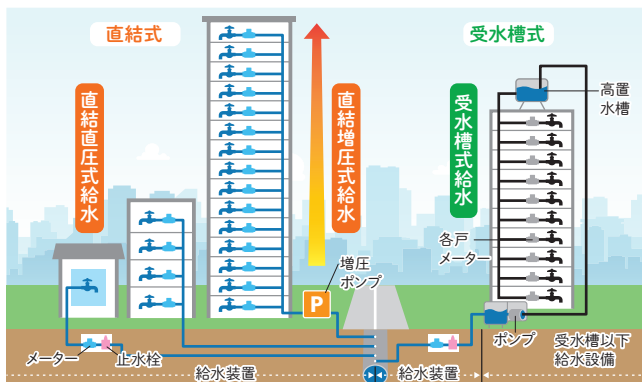 直結式
受水槽式
直結直圧式給水
直結増圧式給水
受水槽式給水
高置
水槽
各戸
メーター
増圧
ポンプ
P
ポンプ
受水槽以下
給水設備
メーター
止水栓
給水装置
給水装置